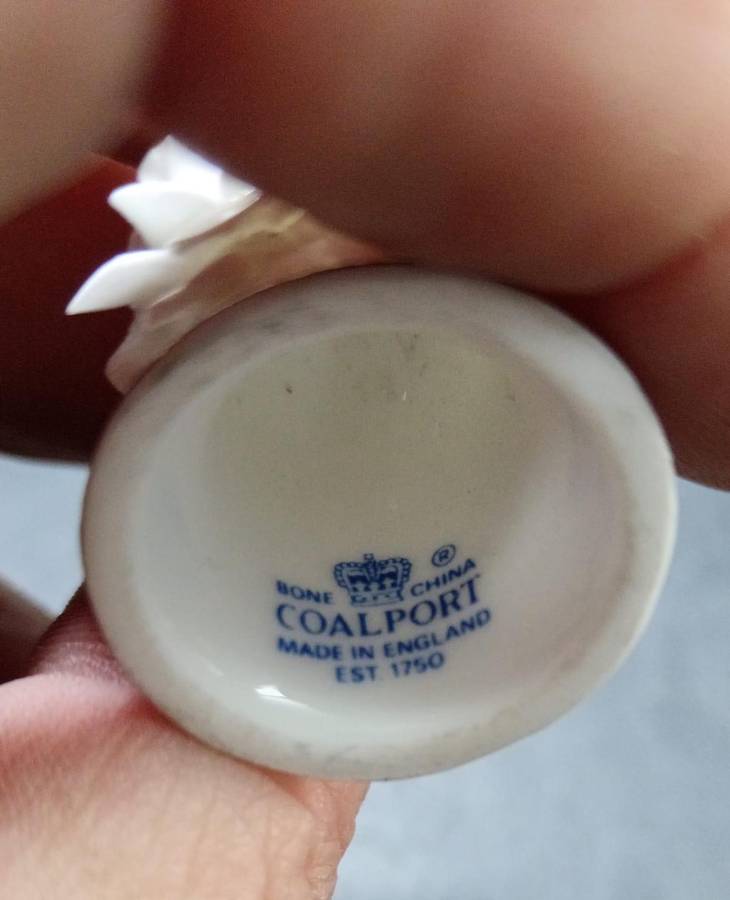 ®
BONE CHINA
COALPORT
MADE IN ENGLAND
EST. 1750